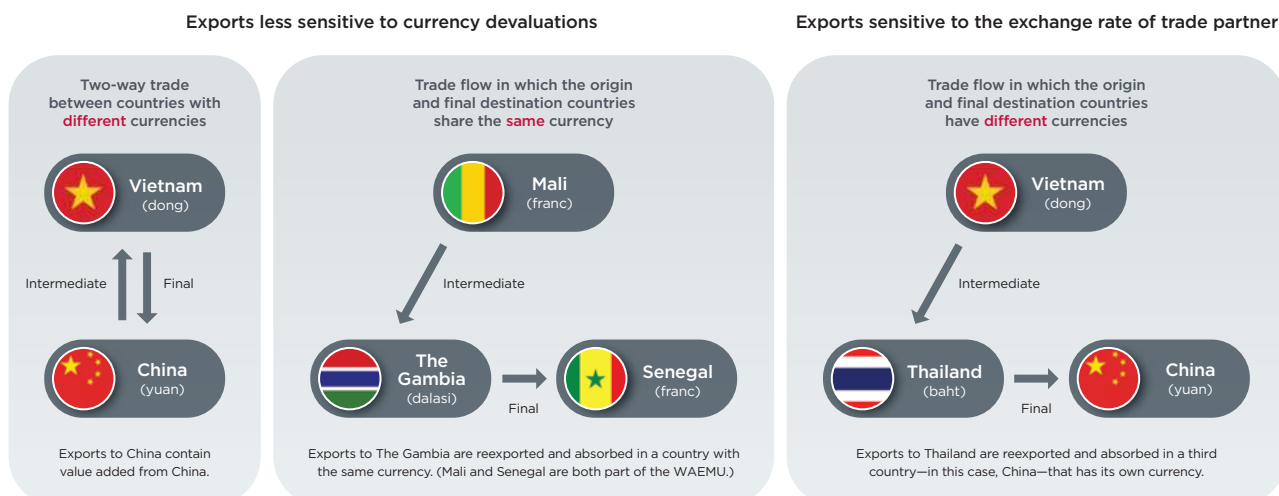 Exports less sensitive to currency devaluations
Exports sensitive to the exchange rate of trade partner
Two-way trade
between countries with
different currencies
Vietnam
(dong)
Intermediate
Final
China
(yuan)
Exports to China contain
value added from China.
Trade flow in which the origin
and final destination countries
share the same currency
Mali
(franc)
Intermediate
The
Gambia
(dalasi)
Final
Senegal
(franc)
Exports to The Gambia are reexported and absorbed in a country with
the same currency. (Mali and Senegal are both part of the WAEMU.)
Trade flow in which the origin
and final destination countries
have different currencies
Vietnam
(dong)
Intermediate
Thailand
(baht)
Final
China
(yuan)
Exports to Thailand are reexported and absorbed in a third
country—in this case, China—that has its own currency.